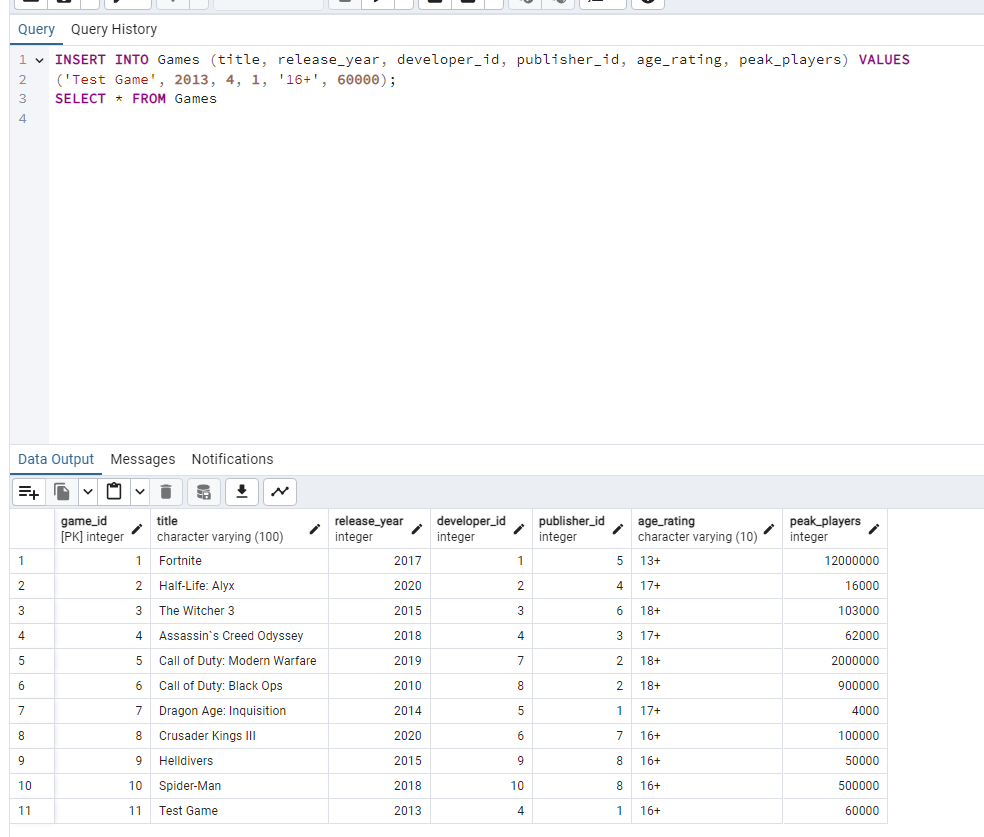 Query Query History
1 INSERT INTO Games (title, release_year, developer_id, publisher_id, age_rating, peak_players) VALUES
2 ('Test Game', 2013, 4, 1, '16+', 60000);
3 SELECT * FROM Games
4
Data Output Messages Notifications
game_id title release_year developer_id publisher_id age_rating peak_players
[PK] integer character varying (100) integer integer integer character varying (10) integer
1 1 Fortnite 2017 1 5 13+ 12000000
2 2 Half-Life: Alyx 2020 2 4 17+ 16000
3 3 The Witcher 3 2015 3 6 18+ 103000
4 4 Assassin`s Creed Odyssey 2018 4 3 17+ 62000
5 5 Call of Duty: Modern Warfare 2019 7 2 18+ 2000000
6 6 Call of Duty: Black Ops 2010 8 2 18+ 900000
7 7 Dragon Age: Inquisition 2014 5 1 17+ 4000
8 8 Crusader Kings III 2020 6 7 16+ 100000
9 9 Helldivers 2015 9 8 16+ 50000
10 10 Spider-Man 2018 10 8 16+ 500000
11 11 Test Game 2013 4 1 16+ 60000